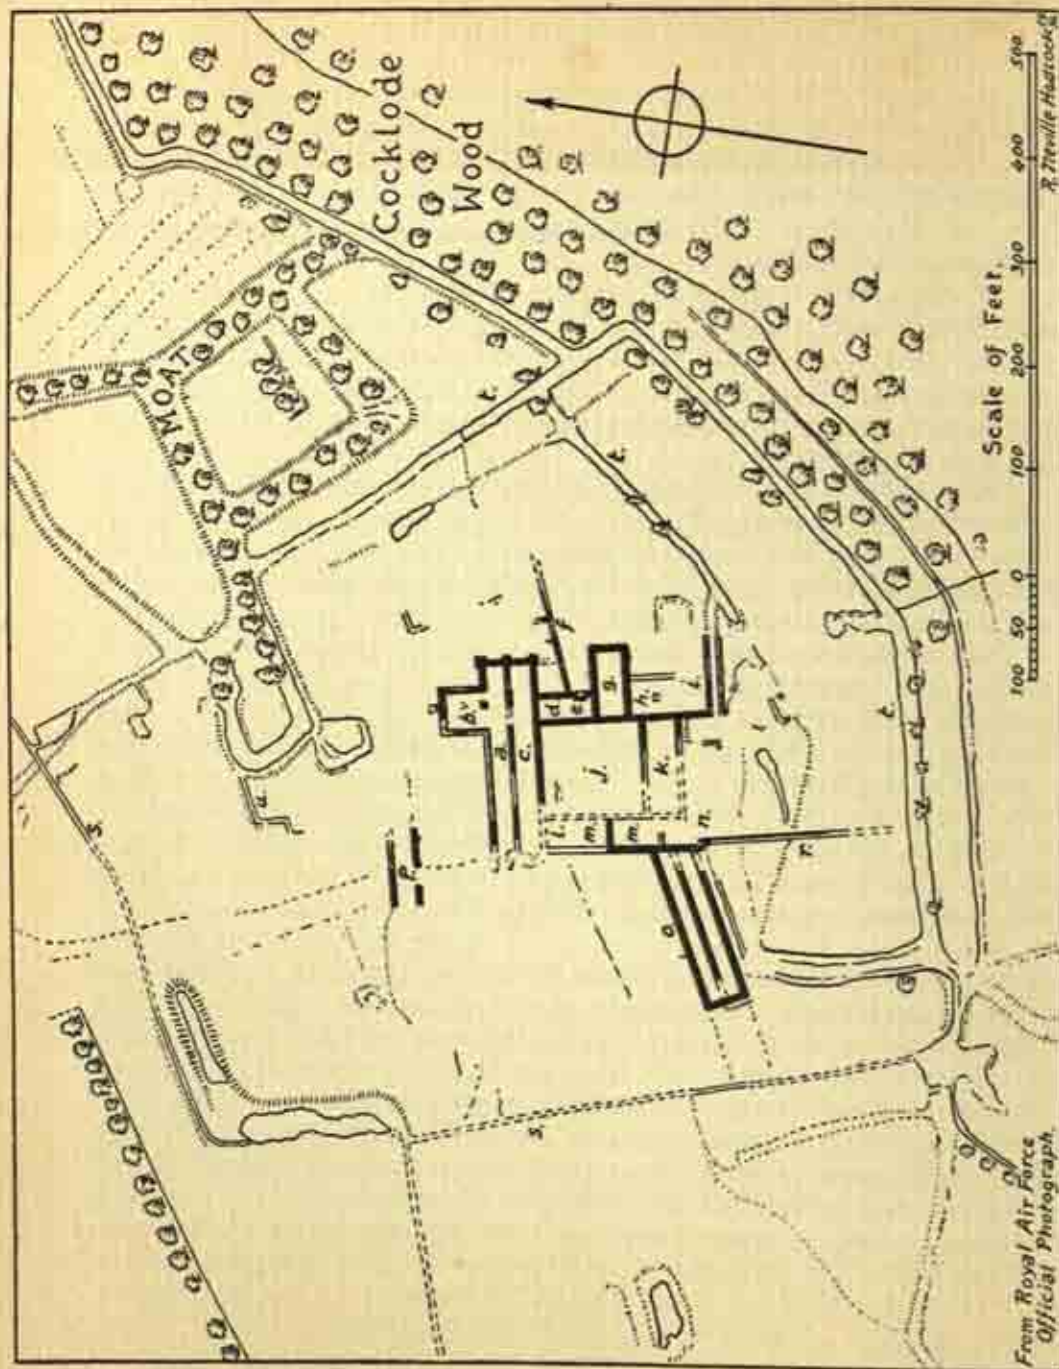 Cocklode
Wood
MOAT
t.
t.
t.
s.
s.
u.
p.
b
a
c.
d
e
f
g.
h.
i.
j.
k.
l.
m.
m.
n.
o.
r.
Scale of Feet.
100 50 0 100 200 300 400 500
From Royal Air Force
Official Photograph.
R. Neville Hadcock